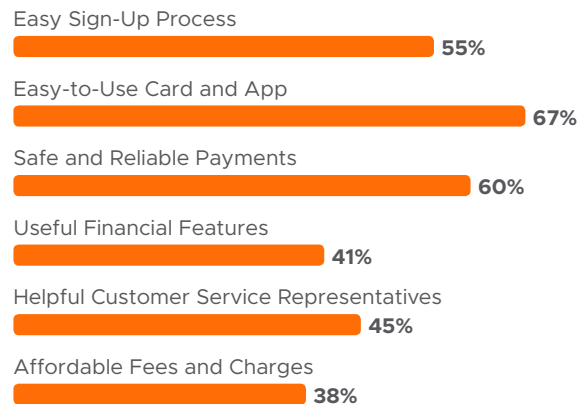 Easy Sign-Up Process
55%
Easy-to-Use Card and App
67%
Safe and Reliable Payments
60%
Useful Financial Features
41%
Helpful Customer Service Representatives
45%
Affordable Fees and Charges
38%